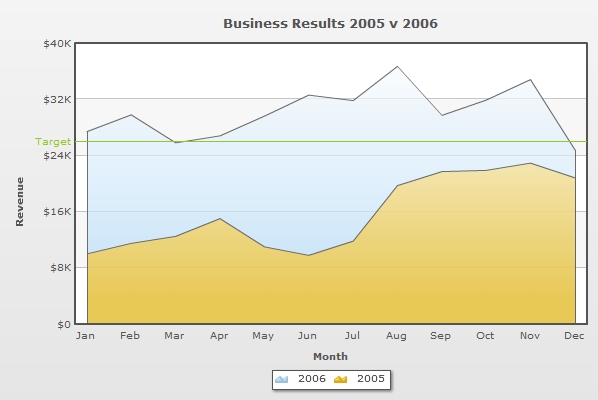 Business Results 2005 v 2006
$40K
$32K
Target
$24K
$16K
$8K
$0
Revenue
Jan Feb Mar Apr May Jun Jul Aug Sep Oct Nov Dec
Month
2006 2005